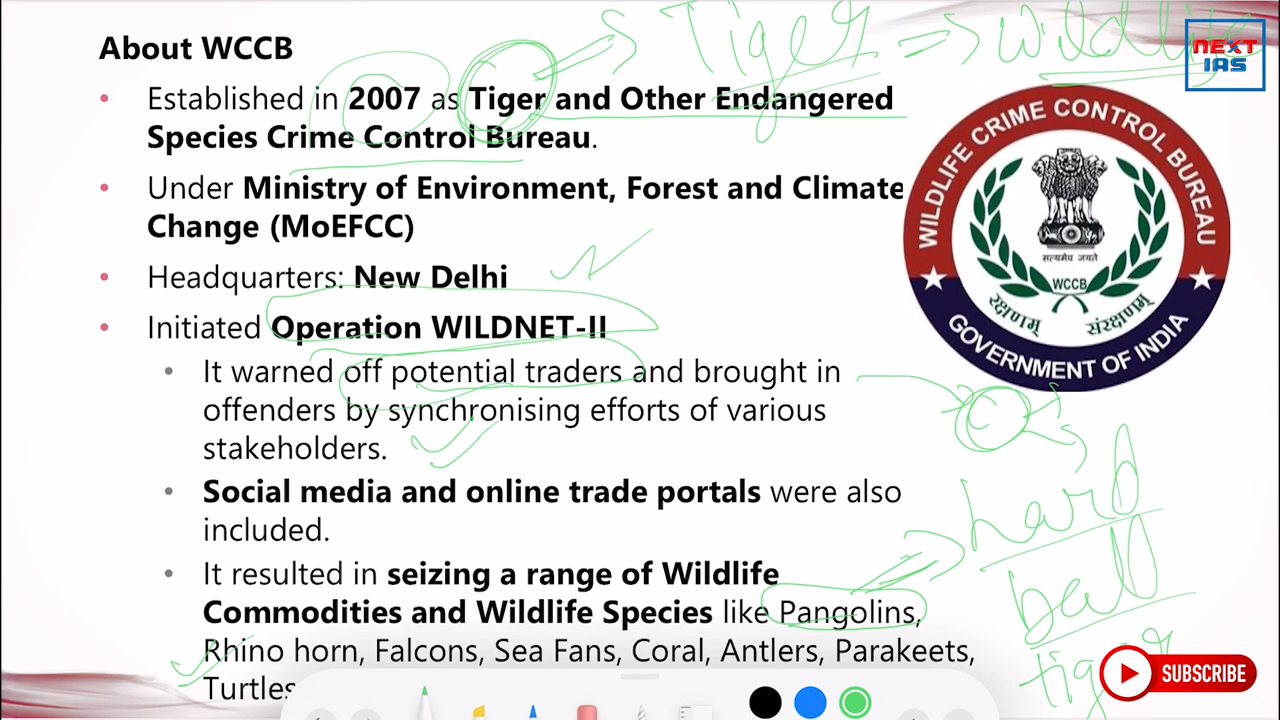 About WCCB
Tiger => Wildlife
NEXT
IAS
• Established in 2007 as Tiger and Other Endangered
Species Crime Control Bureau.
• Under Ministry of Environment, Forest and Climate
Change (MoEFCC)
• Headquarters: New Delhi
• Initiated Operation WILDNET-II
• It warned off potential traders and brought in
offenders by synchronising efforts of various
stakeholders.
• Social media and online trade portals were also
included.
• It resulted in seizing a range of Wildlife
Commodities and Wildlife Species like Pangolins,
Rhino horn, Falcons, Sea Fans, Coral, Antlers, Parakeets,
Turtles
WILDLIFE CRIME CONTROL BUREAU
सत्यमेव जयते
WCCB
रक्षणम् संरक्षणम्
GOVERNMENT OF INDIA
hard
ball
tiger
SUBSCRIBE